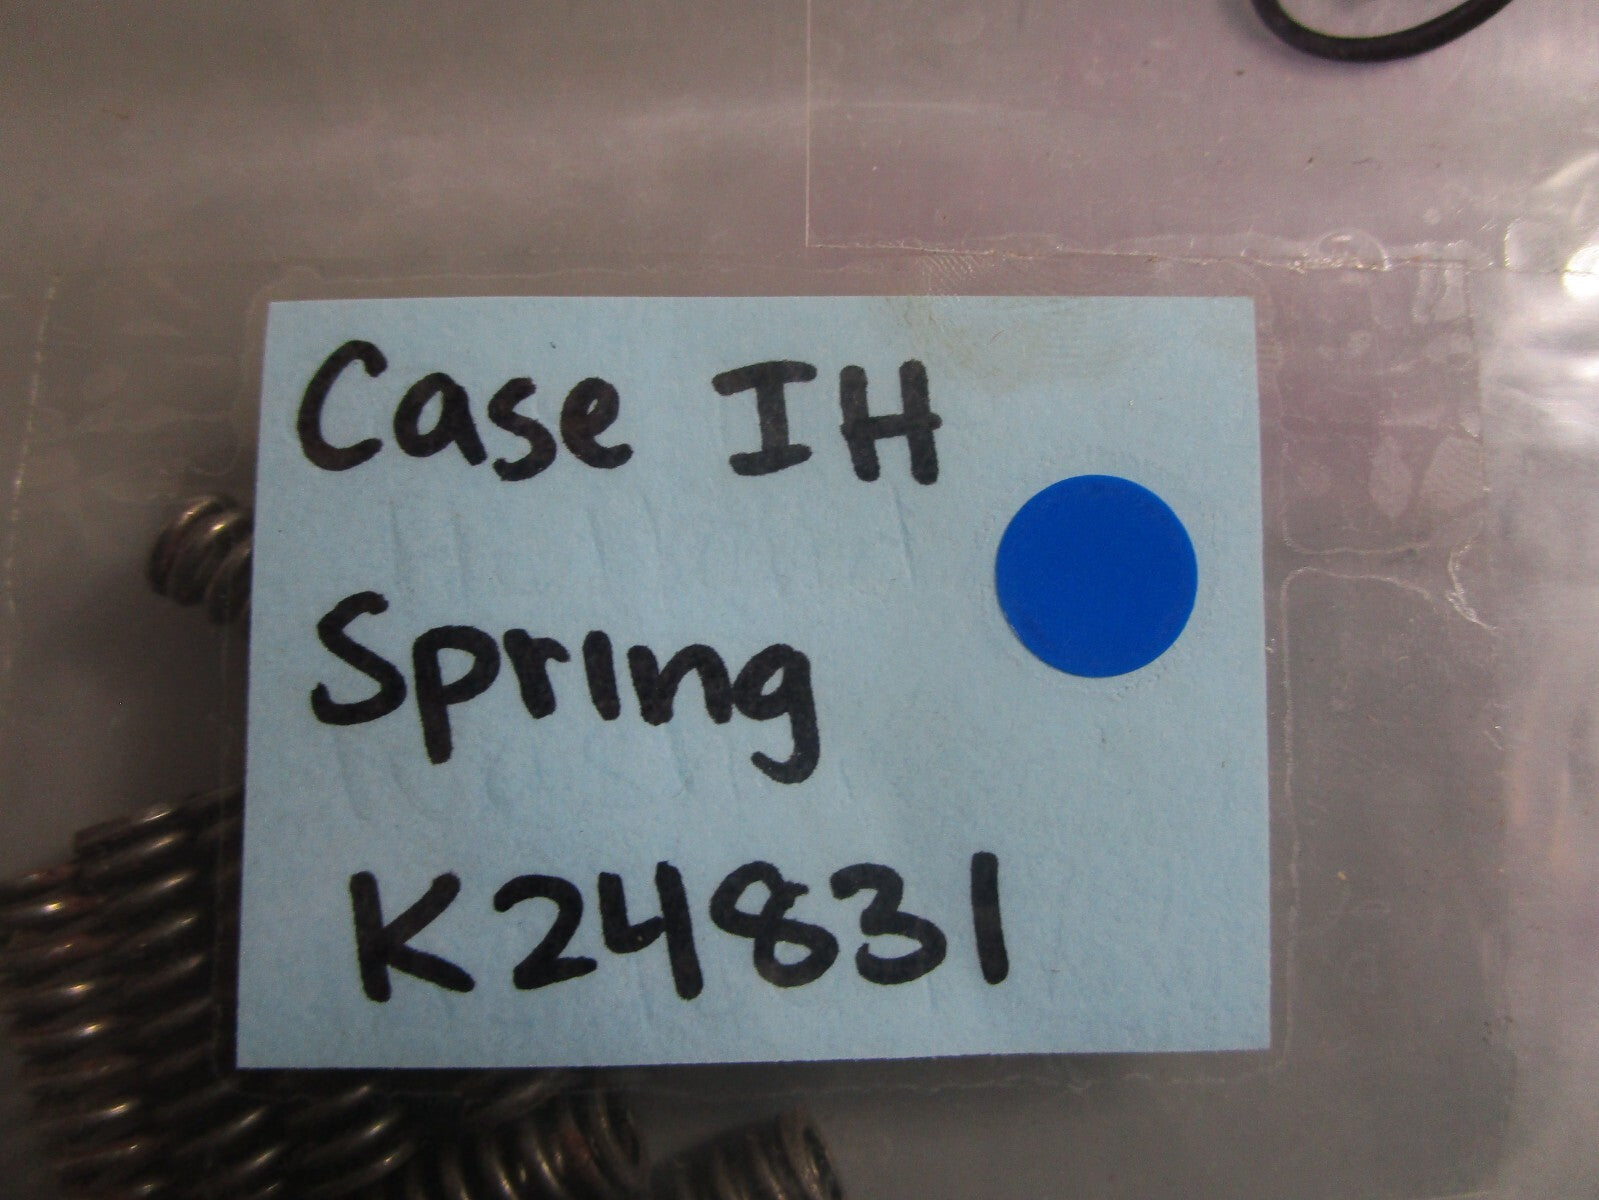 Case IH
Spring
K24831